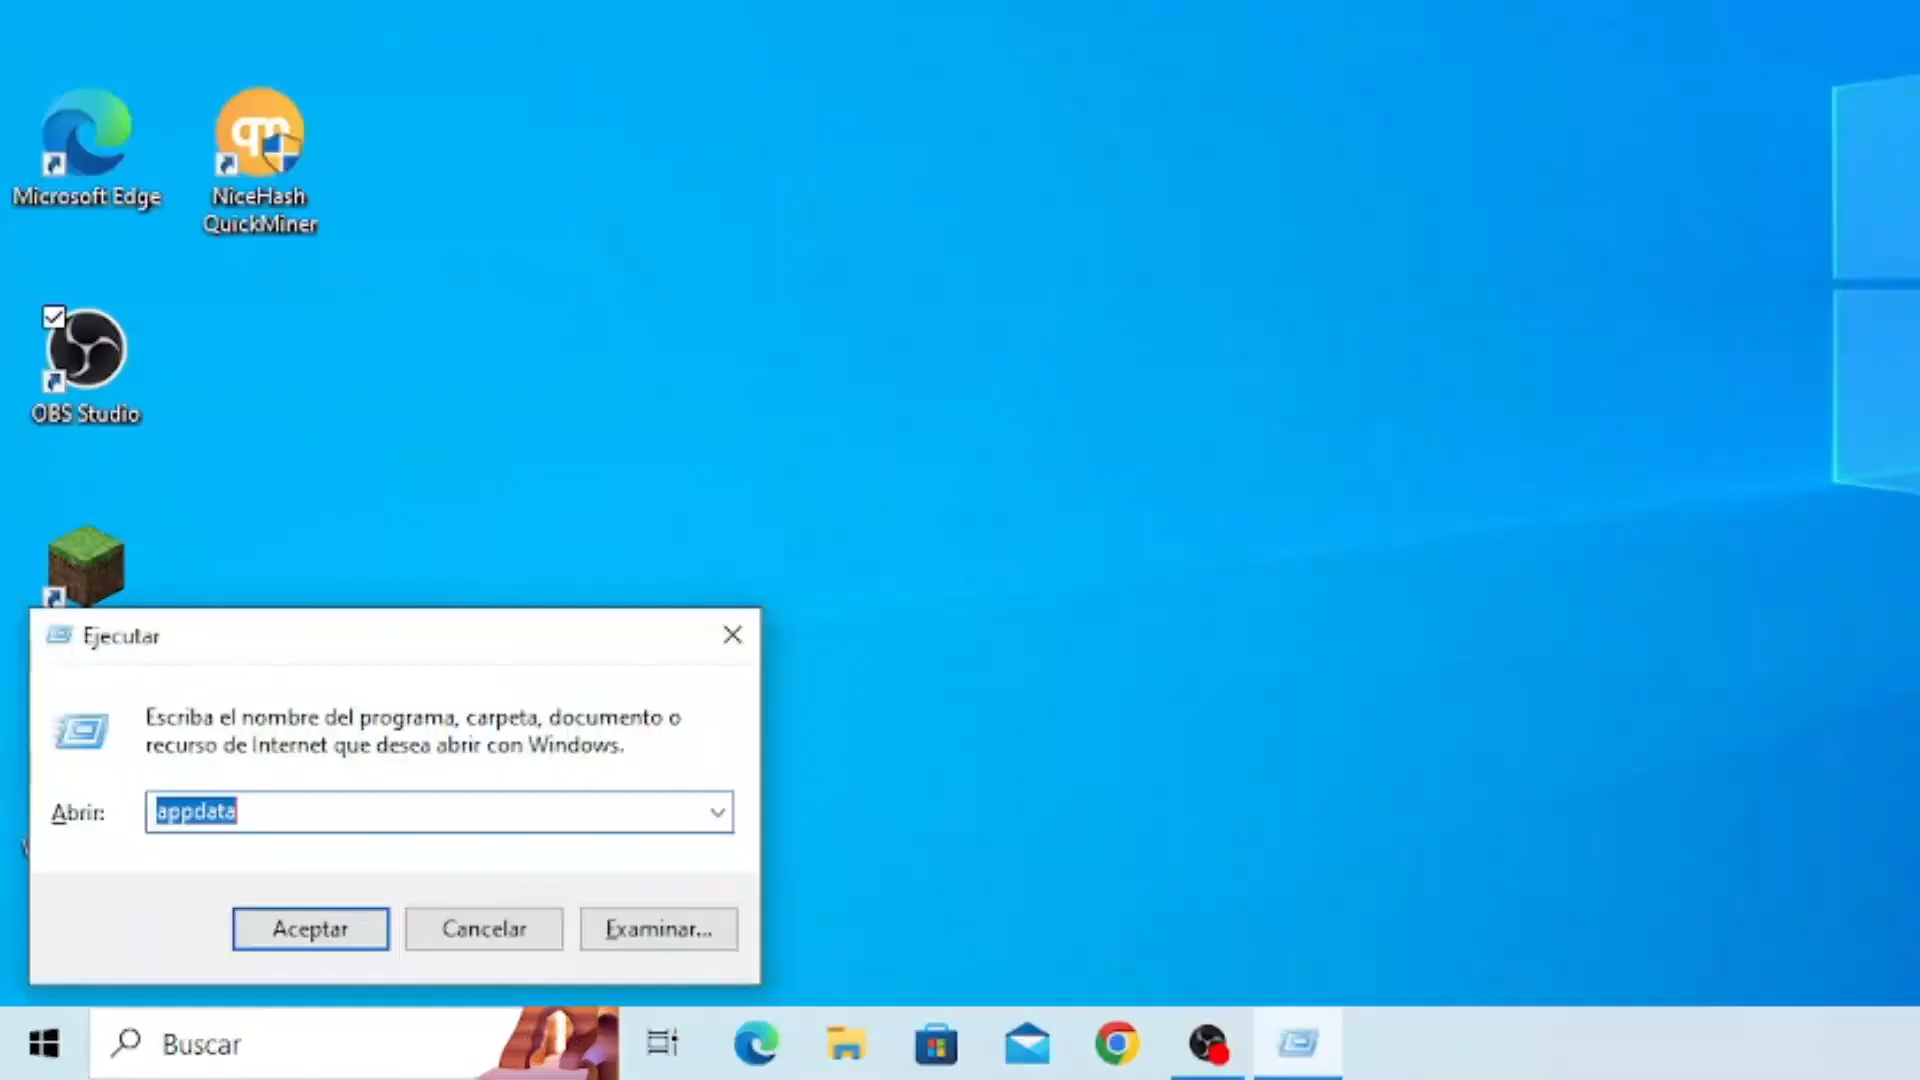 Microsoft Edge
NiceHash
QuickMiner
OBS Studio
Ejecutar
Escriba el nombre del programa, carpeta, documento o
recurso de Internet que desea abrir con Windows.
Abrir:
appdata
Aceptar
Cancelar
Examinar...
Buscar